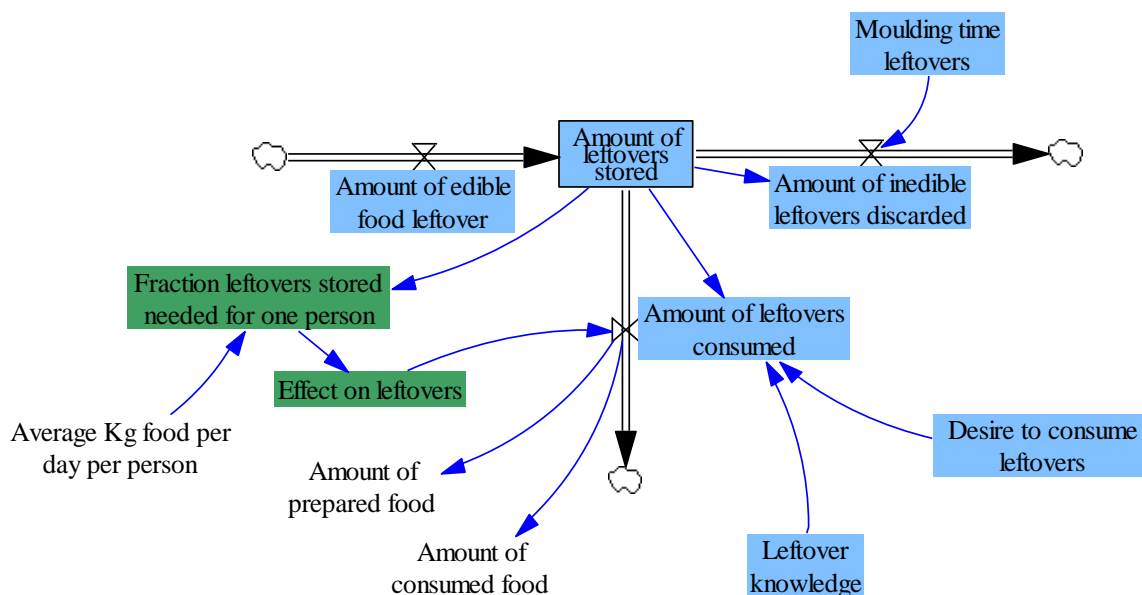 Moulding time
leftovers
Amount of
leftovers
stored
Amount of edible
food leftover
Amount of inedible
leftovers discarded
Fraction leftovers stored
needed for one person
Amount of leftovers
consumed
Effect on leftovers
Average Kg food per
day per person
Desire to consume
leftovers
Amount of
prepared food
Amount of
consumed food
Leftover
knowledge